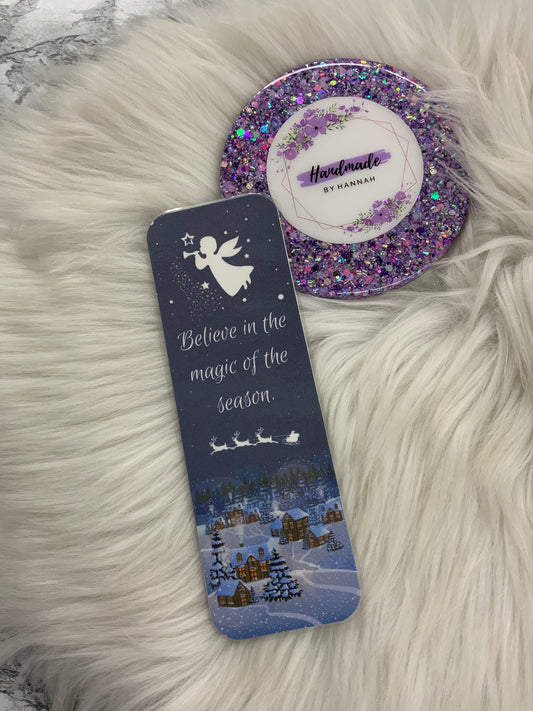 Handmade
BY HANNAH
Believe in the
magic of the
season.